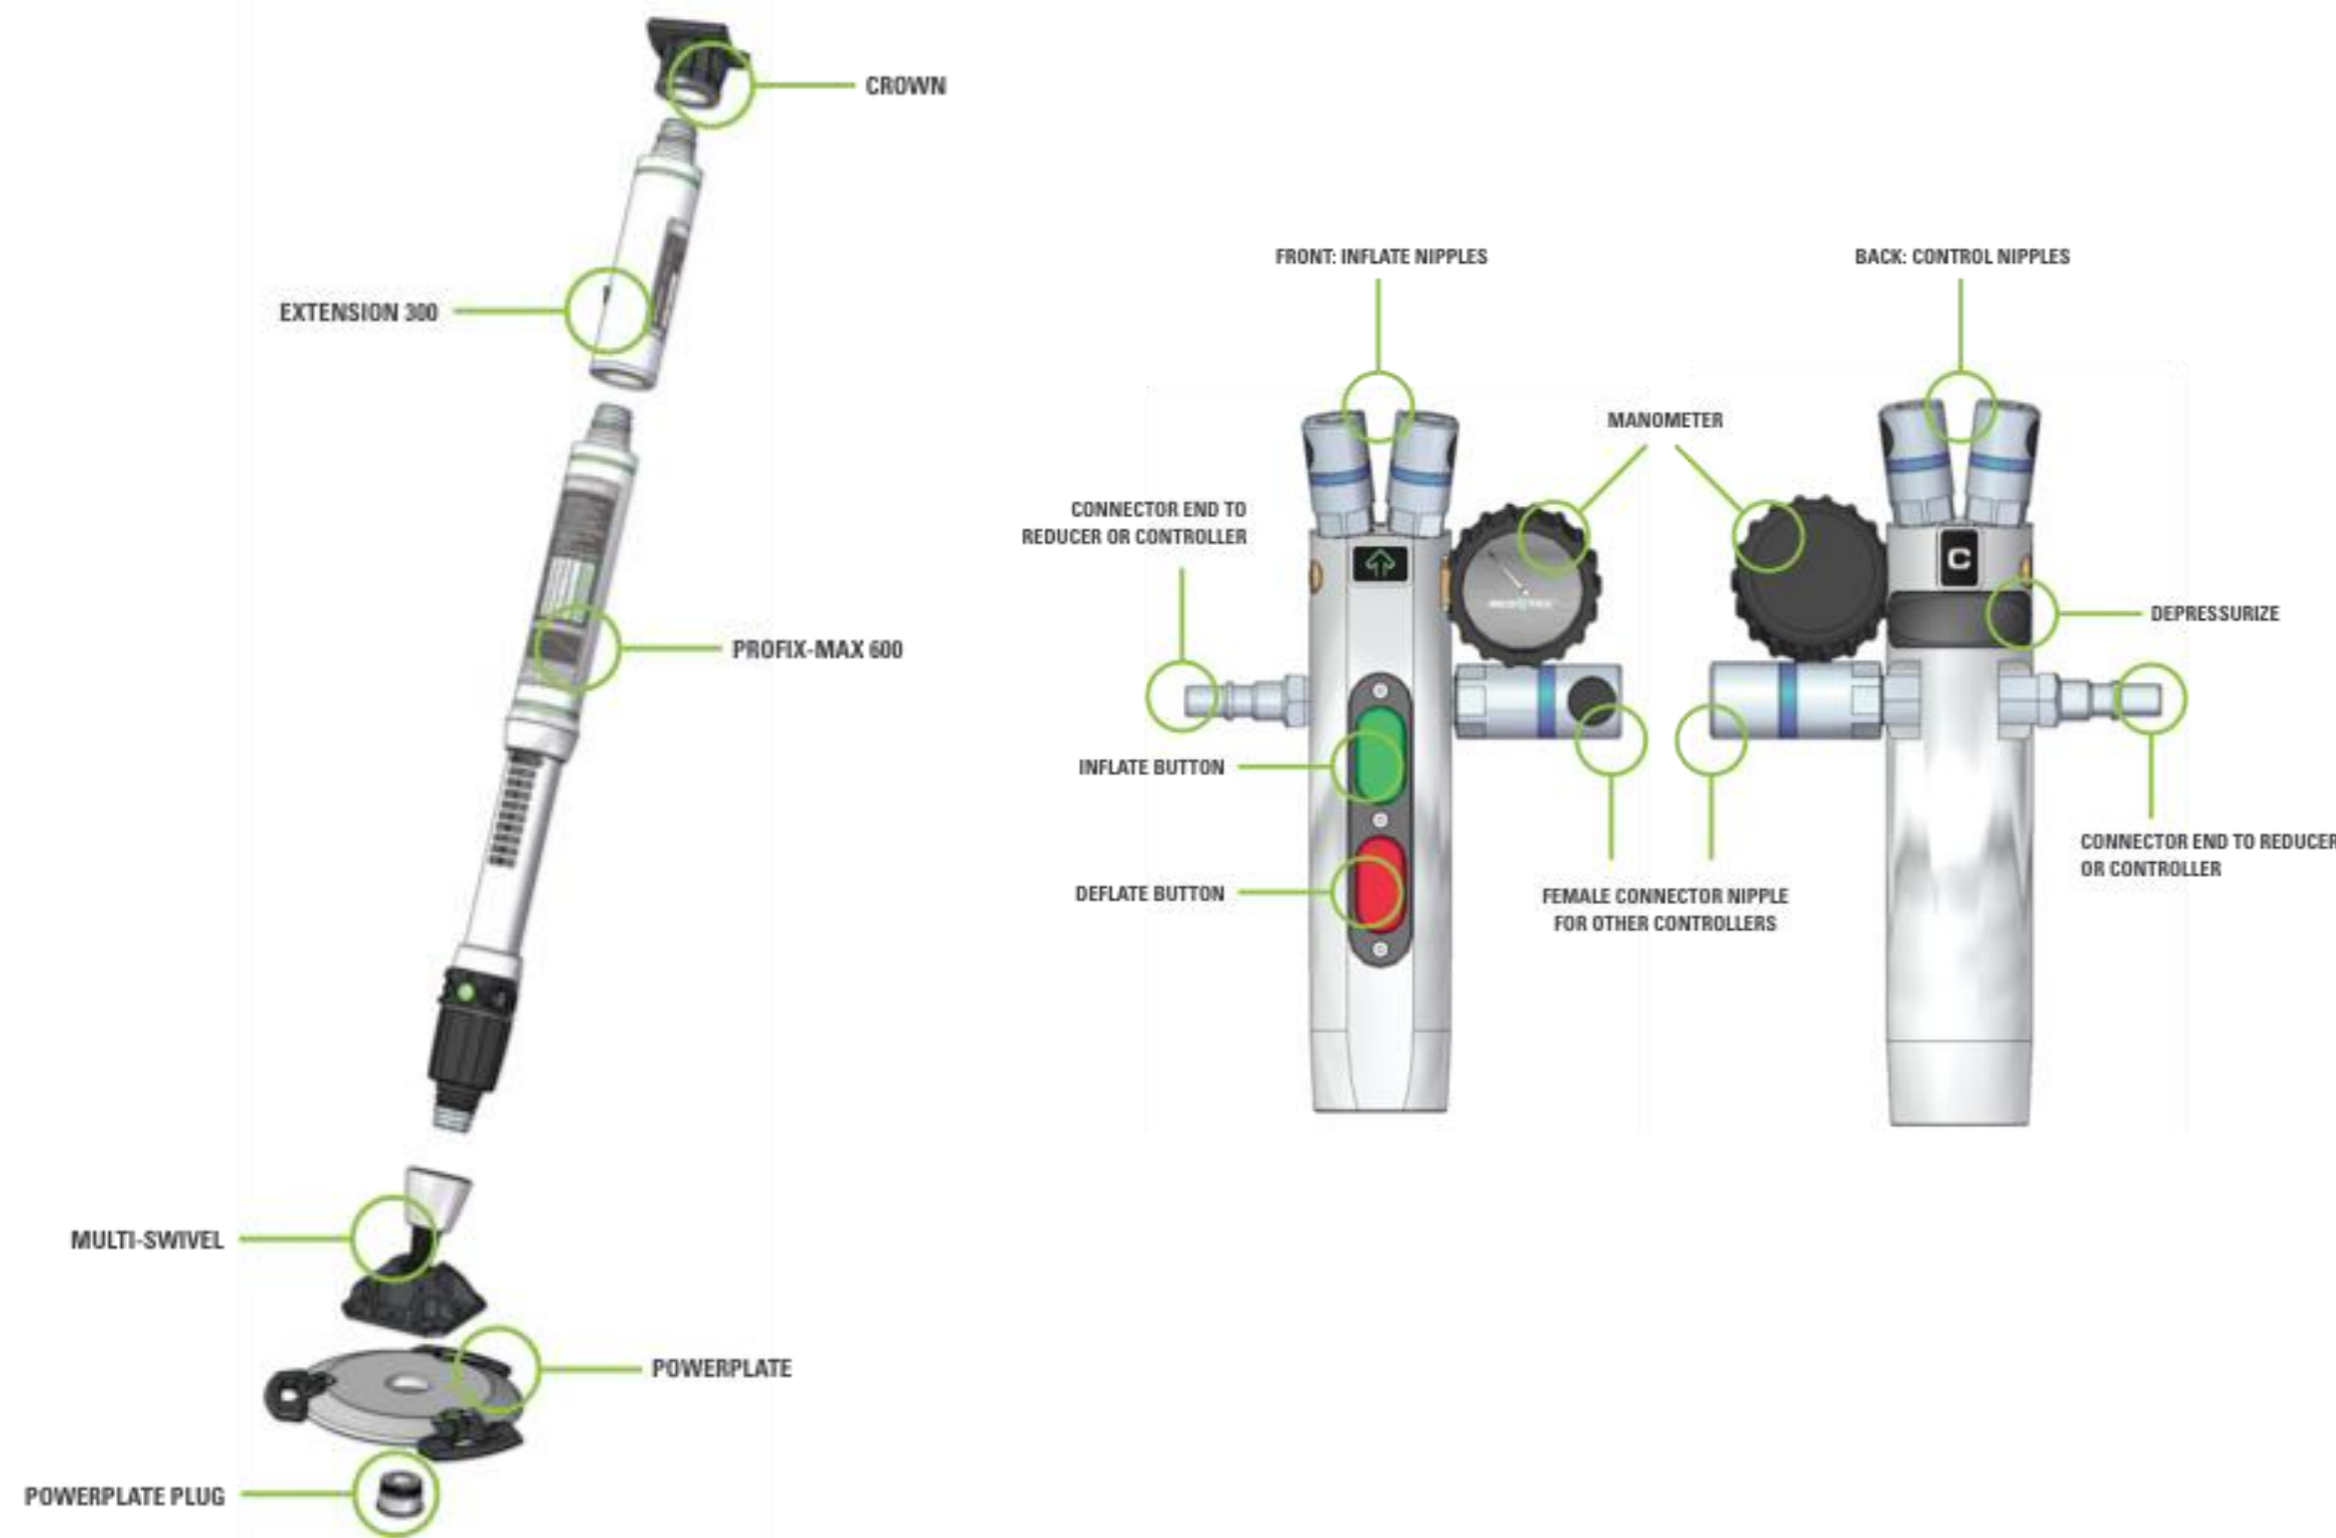 CROWN
EXTENSION 300
PROFIX-MAX 600
MULTI-SWIVEL
POWERPLATE
POWERPLATE PLUG
FRONT: INFLATE NIPPLES
BACK: CONTROL NIPPLES
MANOMETER
CONNECTOR END TO
REDUCER OR CONTROLLER
C
DEPRESSURIZE
INFLATE BUTTON
DEFLATE BUTTON
FEMALE CONNECTOR NIPPLE
FOR OTHER CONTROLLERS
CONNECTOR END TO REDUCER
OR CONTROLLER